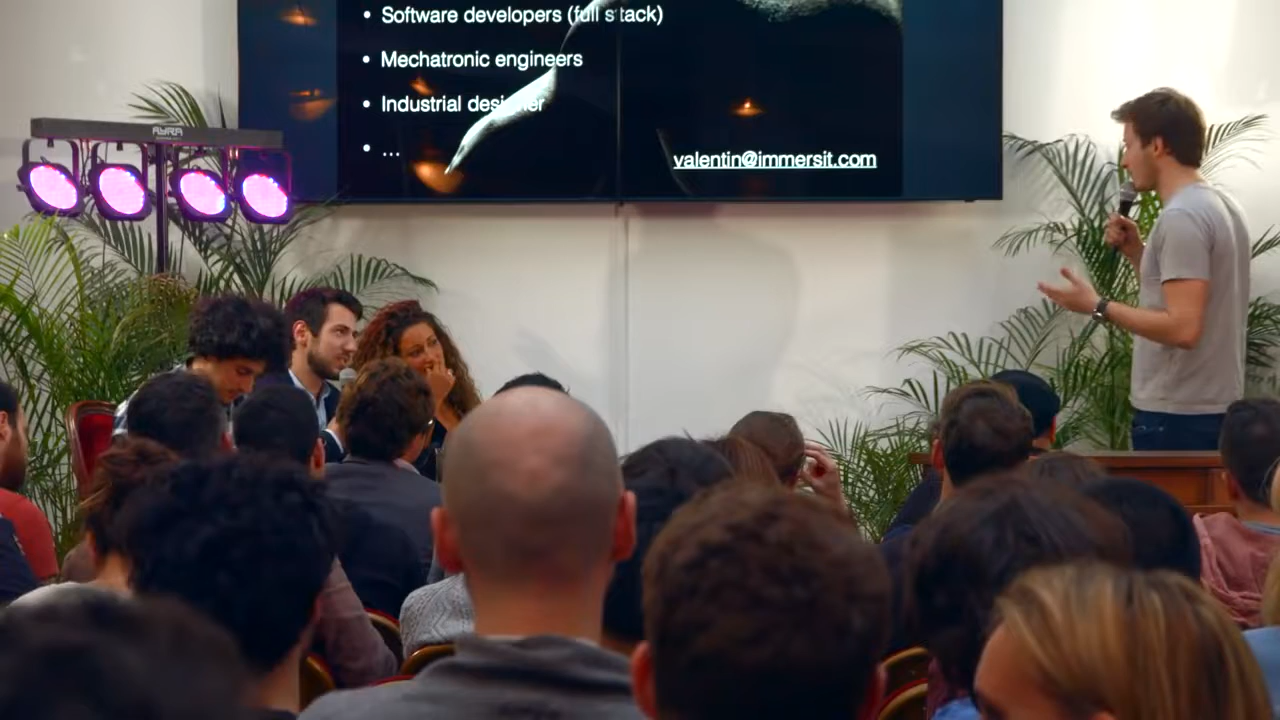 • Software developers (full stack)
• Mechatronic engineers
• Industrial designer
• ...
valentin@immersit.com
AYRA